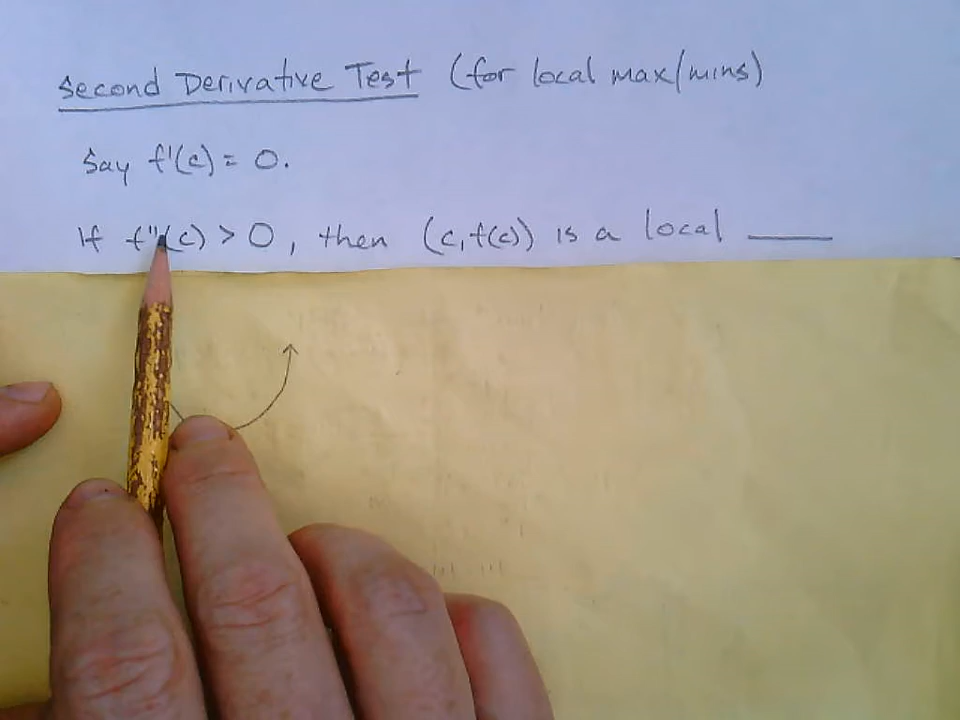 Second Derivative Test (for local max/mins)
Say f'(c) = 0.
If f''(c) > 0, then (c,f(c)) is a local ____